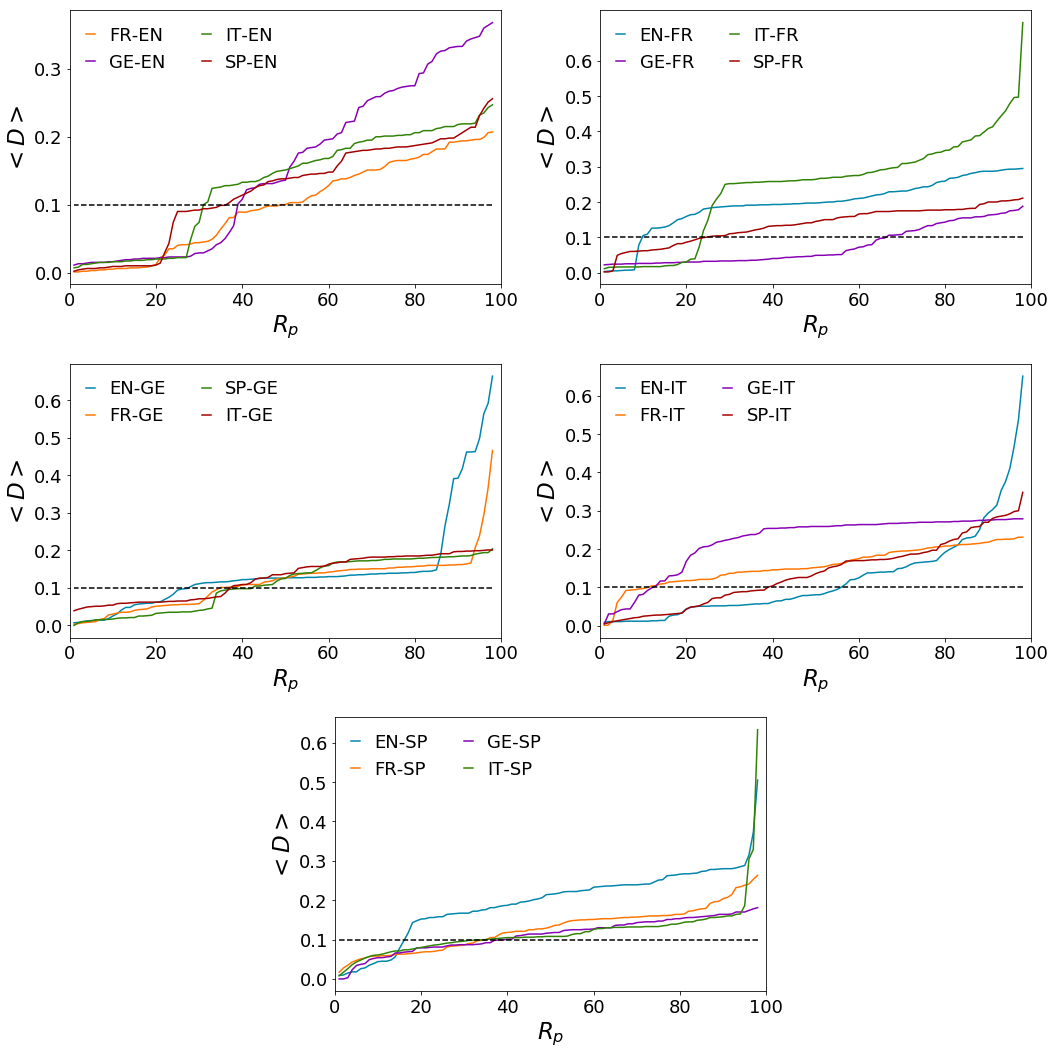 FR-EN IT-EN
GE-EN SP-EN
<D>
0.3
0.2
0.1
0.0
0 20 40 60 80 100
R_p
EN-FR IT-FR
GE-FR SP-FR
<D>
0.6
0.5
0.4
0.3
0.2
0.1
0.0
0 20 40 60 80 100
R_p
EN-GE SP-GE
FR-GE IT-GE
<D>
0.6
0.5
0.4
0.3
0.2
0.1
0.0
0 20 40 60 80 100
R_p
EN-IT GE-IT
FR-IT SP-IT
<D>
0.6
0.5
0.4
0.3
0.2
0.1
0.0
0 20 40 60 80 100
R_p
EN-SP GE-SP
FR-SP IT-SP
<D>
0.6
0.5
0.4
0.3
0.2
0.1
0.0
0 20 40 60 80 100
R_p